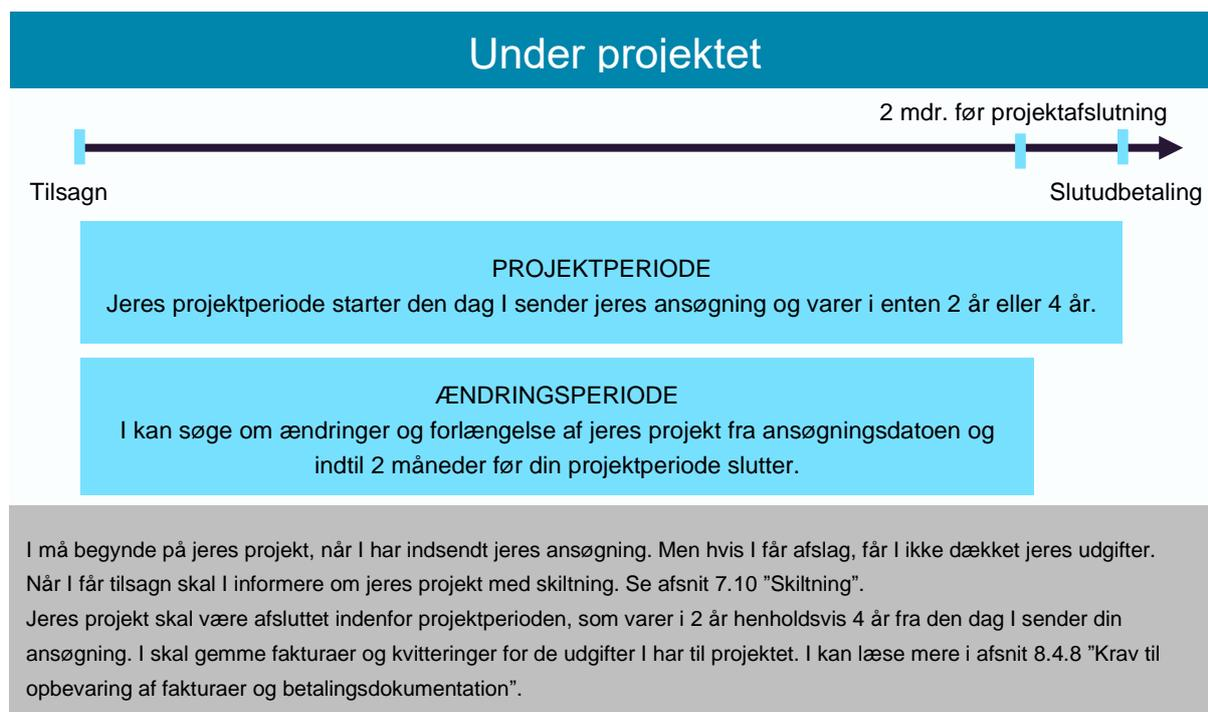 Under projektet
2 mdr. før projektafslutning
Tilsagn
Slutudbetaling
PROJEKTPERIODE
Jeres projektperiode starter den dag I sender jeres ansøgning og varer i enten 2 år eller 4 år.
ÆNDRINGSPERIODE
I kan søge om ændringer og forlængelse af jeres projekt fra ansøgningsdatoen og
indtil 2 måneder før din projektperiode slutter.
I må begynde på jeres projekt, når I har indsendt jeres ansøgning. Men hvis I får afslag, får I ikke dækket jeres udgifter.
Når I får tilsagn skal I informere om jeres projekt med skiltning. Se afsnit 7.10 ”Skiltning”.
Jeres projekt skal være afsluttet indenfor projektperioden, som varer i 2 år henholdsvis 4 år fra den dag I sender din
ansøgning. I skal gemme fakturaer og kvitteringer for de udgifter I har til projektet. I kan læse mere i afsnit 8.4.8 ”Krav til
opbevaring af fakturaer og betalingsdokumentation”.